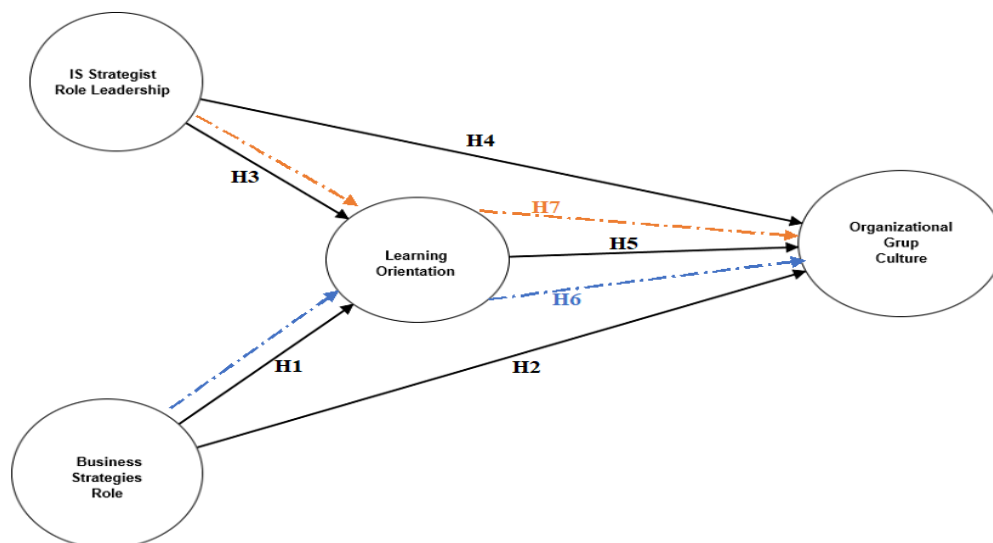 IS Strategist
Role Leadership
H4
H3
H7
Organizational
Grup
Culture
H5
Learning
Orientation
H6
H1
H2
Business
Strategies
Role